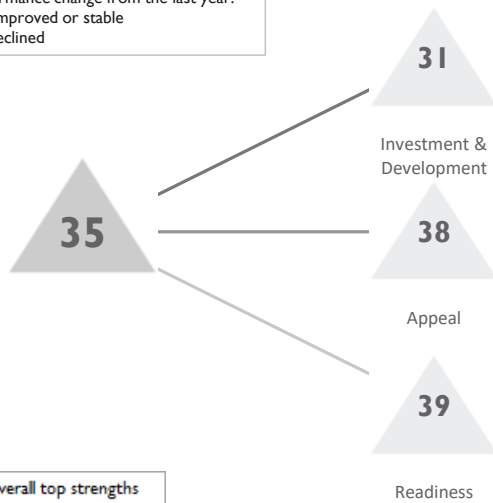 change from the last year:
mproved or stable
eclined
31
Investment &
Development
35
38
Appeal
39
Readiness
verall top strengths